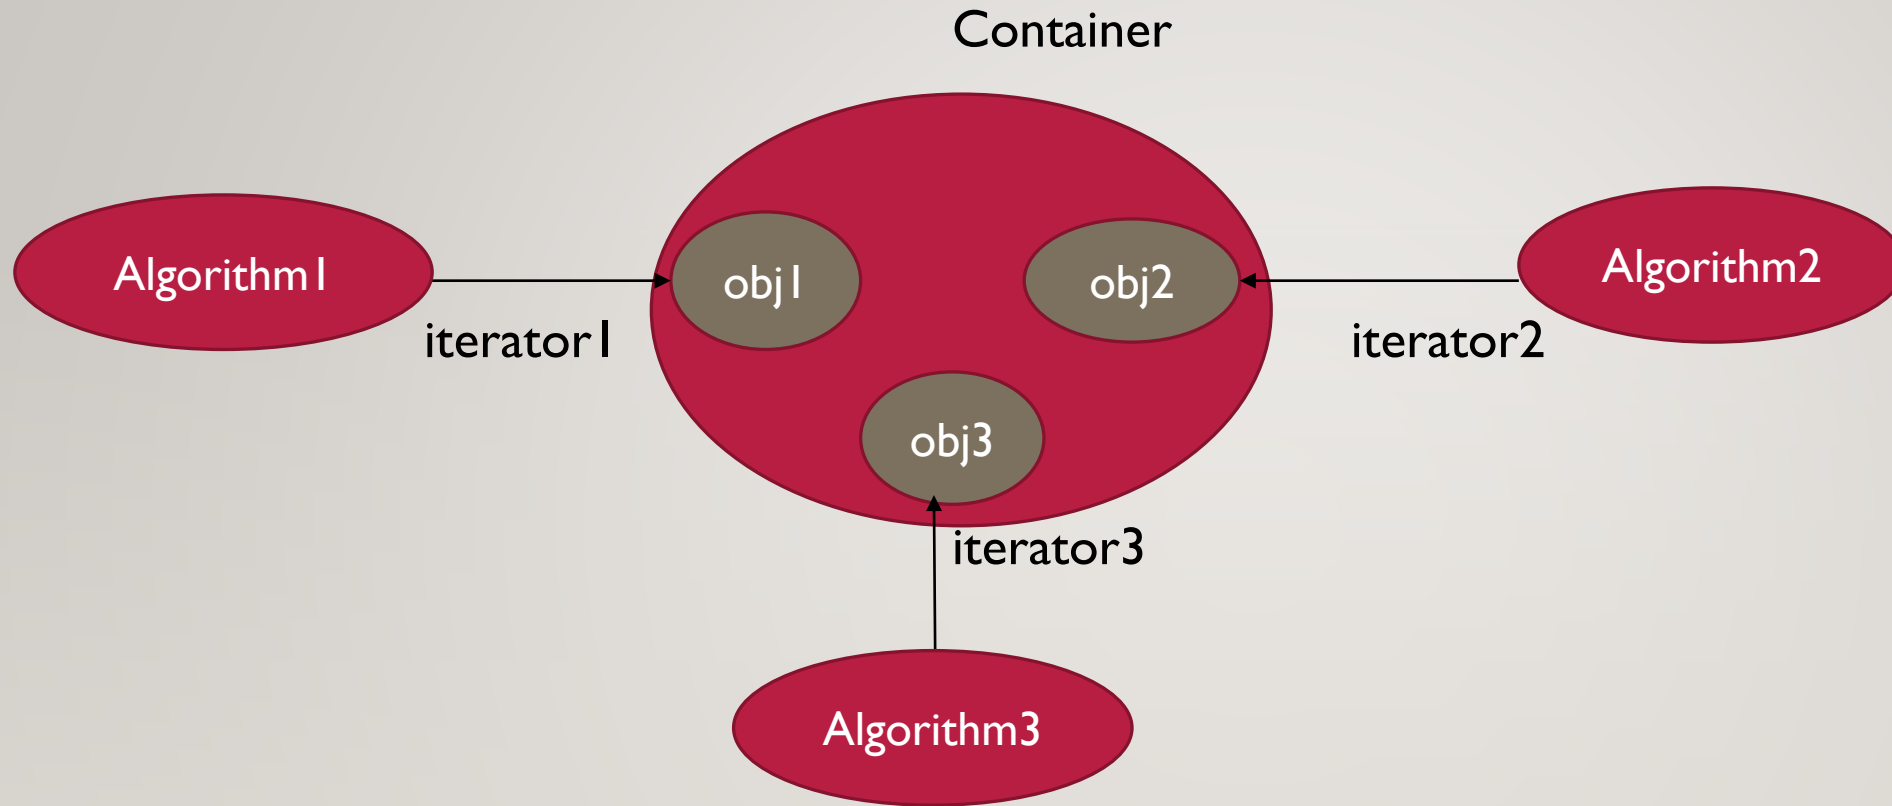 Container
Algorithm1
obj1
obj2
Algorithm2
iterator1
iterator2
obj3
iterator3
Algorithm3